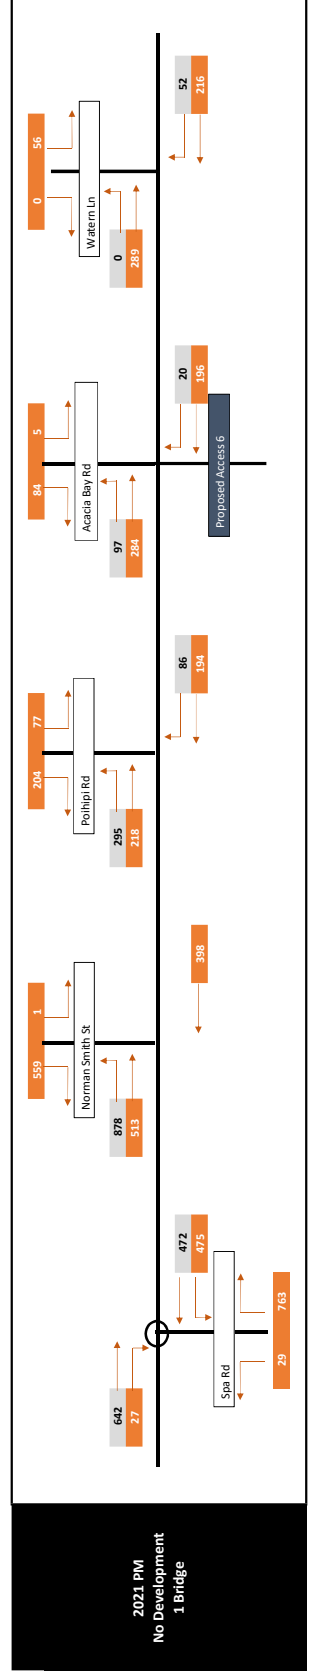 2021 PM
No Development
1 Bridge
559 1
204 77
84 5
0 56
Norman Smith St
Poihipi Rd
Acacia Bay Rd
Watern Ln
642
27
878
513
295
218
97
284
0
289
472
475
398
86
194
20
196
52
216
Spa Rd
Proposed Access 6
29 763